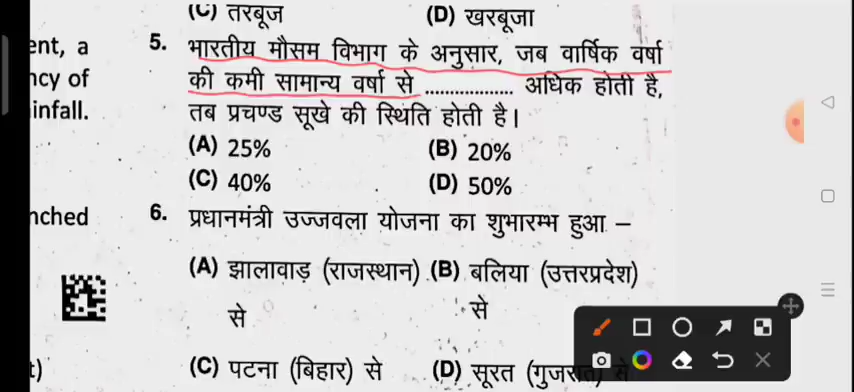 (C) तरबूज (D) खरबूजा
ent, a
ncy of
infall.
5. भारतीय मौसम विभाग के अनुसार, जब वार्षिक वर्षा
की कमी सामान्य वर्षा से .................. अधिक होती है,
तब प्रचण्ड सूखे की स्थिति होती है।
(A) 25% (B) 20%
(C) 40% (D) 50%
nched
6. प्रधानमंत्री उज्जवला योजना का शुभारम्भ हुआ –
(A) झालावाड़ (राजस्थान) (B) बलिया (उत्तरप्रदेश)
से से
t)
(C) पटना (बिहार) से (D) सूरत (गुजरात) से